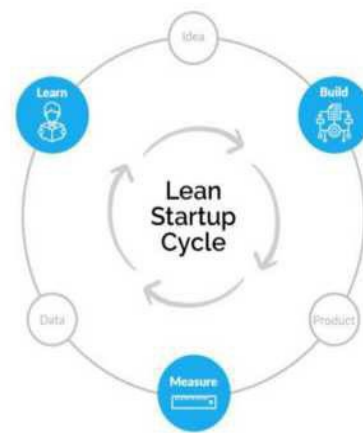 Idea
Learn
Build
Lean
Startup
Cycle
Data
Product
Measure